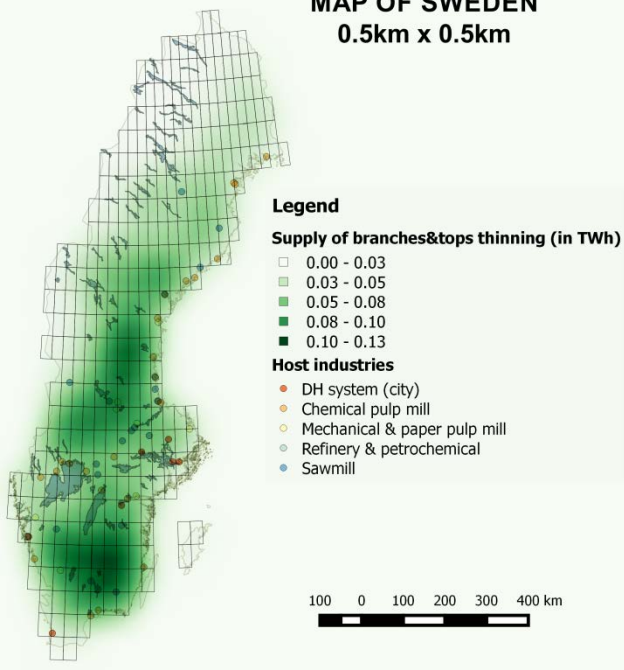 MAP OF SWEDEN
0.5km x 0.5km
Legend
Supply of branches&tops thinning (in TWh)
0.00 - 0.03
0.03 - 0.05
0.05 - 0.08
0.08 - 0.10
0.10 - 0.13
Host industries
DH system (city)
Chemical pulp mill
Mechanical & paper pulp mill
Refinery & petrochemical
Sawmill
100 0 100 200 300 400 km